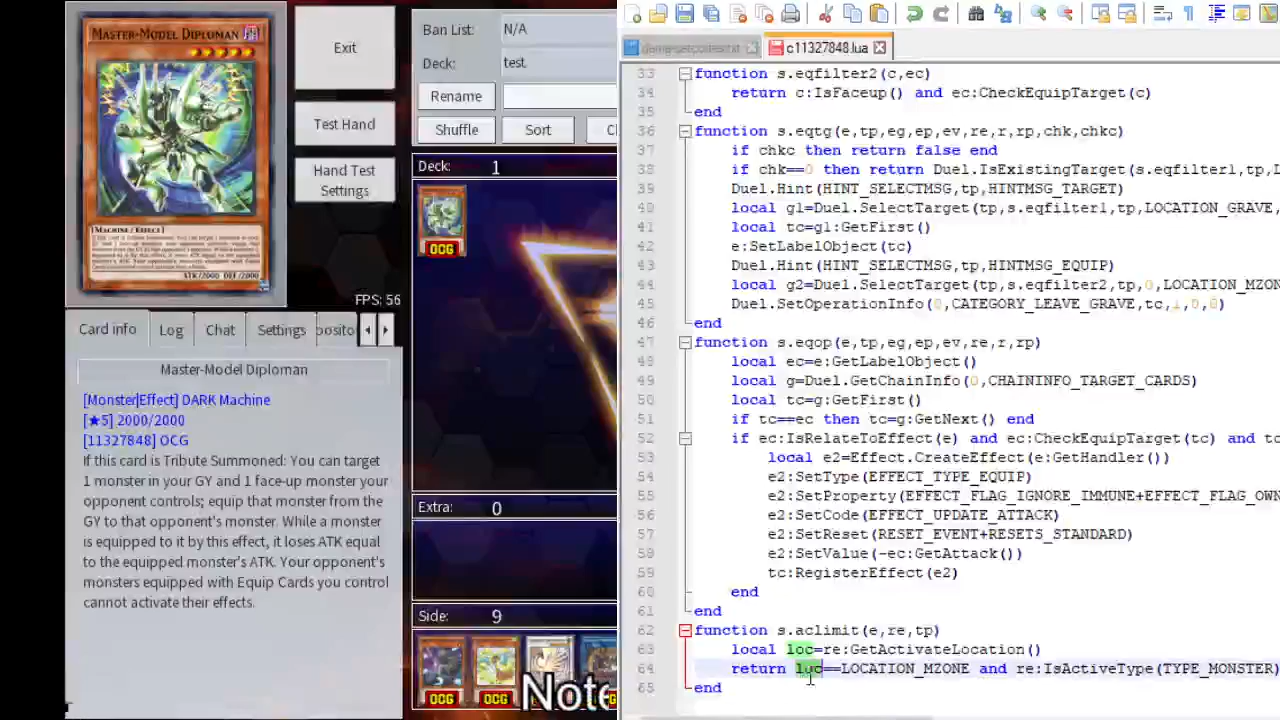 MASTER-MODEL DIPLOMAN
[MACHINE / EFFECT]
ATK/2000 DEF/2000
Exit
Test Hand
Hand Test
Settings
FPS: 56
Card info
Log
Chat
Settings
posito
Master-Model Diploman
[Monster|Effect] DARK Machine
[★5] 2000/2000
[11327848] OCG
If this card is Tribute Summoned: You can target
1 monster in your GY and 1 face-up monster your
opponent controls; equip that monster from the
GY to that opponent's monster. While a monster
is equipped to it by this effect, it loses ATK equal
to the equipped monster's ATK. Your opponent's
monsters equipped with Equip Cards you control
cannot activate their effects.
Ban List: N/A
Deck: test
Rename
Shuffle Sort Cl
Deck: 1
OCG
Extra: 0
Side: 9
OCG OCG OCG OCG
Note
c11327848.lua
33 function s.eqfilter2(c,ec)
34 return c:IsFaceup() and ec:CheckEquipTarget(c)
35 end
36 function s.eqtg(e,tp,eg,ep,ev,re,r,rp,chk,chkc)
37 if chkc then return false end
38 if chk==0 then return Duel.IsExistingTarget(s.eqfilter1,tp,L
39 Duel.Hint(HINT_SELECTMSG,tp,HINTMSG_TARGET)
40 local g1=Duel.SelectTarget(tp,s.eqfilter1,tp,LOCATION_GRAVE,
41 local tc=g1:GetFirst()
42 e:SetLabelObject(tc)
43 Duel.Hint(HINT_SELECTMSG,tp,HINTMSG_EQUIP)
44 local g2=Duel.SelectTarget(tp,s.eqfilter2,tp,0,LOCATION_MZON
45 Duel.SetOperationInfo(0,CATEGORY_LEAVE_GRAVE,tc,1,0,0)
46 end
47 function s.eqop(e,tp,eg,ep,ev,re,r,rp)
48 local ec=e:GetLabelObject()
49 local g=Duel.GetChainInfo(0,CHAININFO_TARGET_CARDS)
50 local tc=g:GetFirst()
51 if tc==ec then tc=g:GetNext() end
52 if ec:IsRelateToEffect(e) and ec:CheckEquipTarget(tc) and tc
53 local e2=Effect.CreateEffect(e:GetHandler())
54 e2:SetType(EFFECT_TYPE_EQUIP)
55 e2:SetProperty(EFFECT_FLAG_IGNORE_IMMUNE+EFFECT_FLAG_OWN
56 e2:SetCode(EFFECT_UPDATE_ATTACK)
57 e2:SetReset(RESET_EVENT+RESETS_STANDARD)
58 e2:SetValue(-ec:GetAttack())
59 tc:RegisterEffect(e2)
60 end
61 end
62 function s.aclimit(e,re,tp)
63 local loc=re:GetActivateLocation()
64 return loc==LOCATION_MZONE and re:IsActiveType(TYPE_MONSTER)
65 end